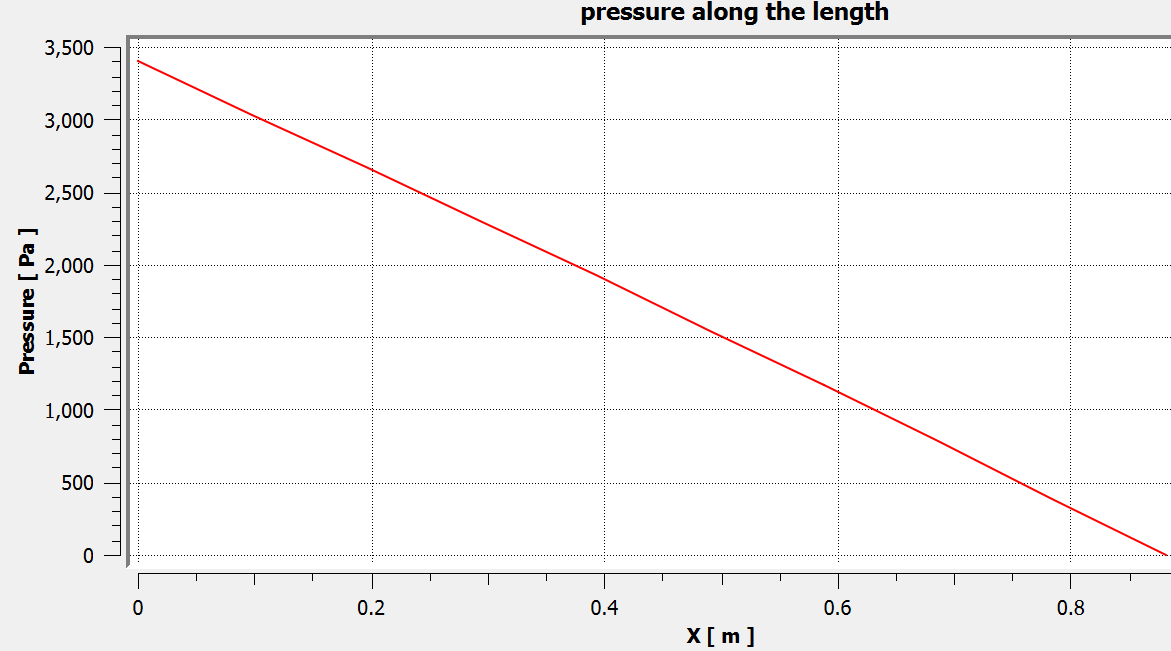 pressure along the length
3,500
3,000
2,500
2,000
1,500
1,000
500
0
Pressure [ Pa ]
0 0.2 0.4 0.6 0.8
X [ m ]